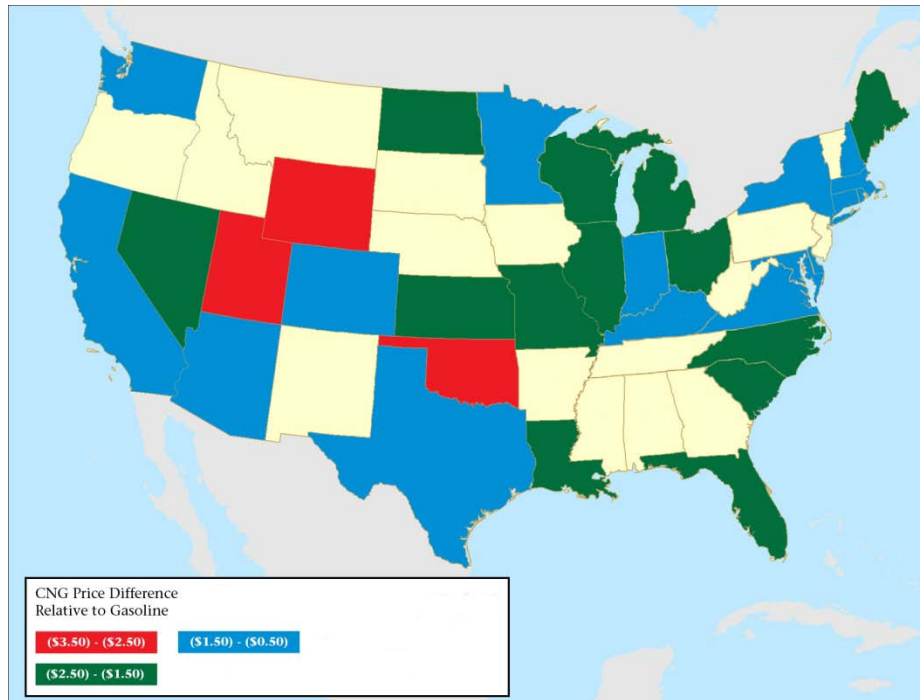 CNG Price Difference
Relative to Gasoline
($3.50) - ($2.50)
($1.50) - ($0.50)
($2.50) - ($1.50)